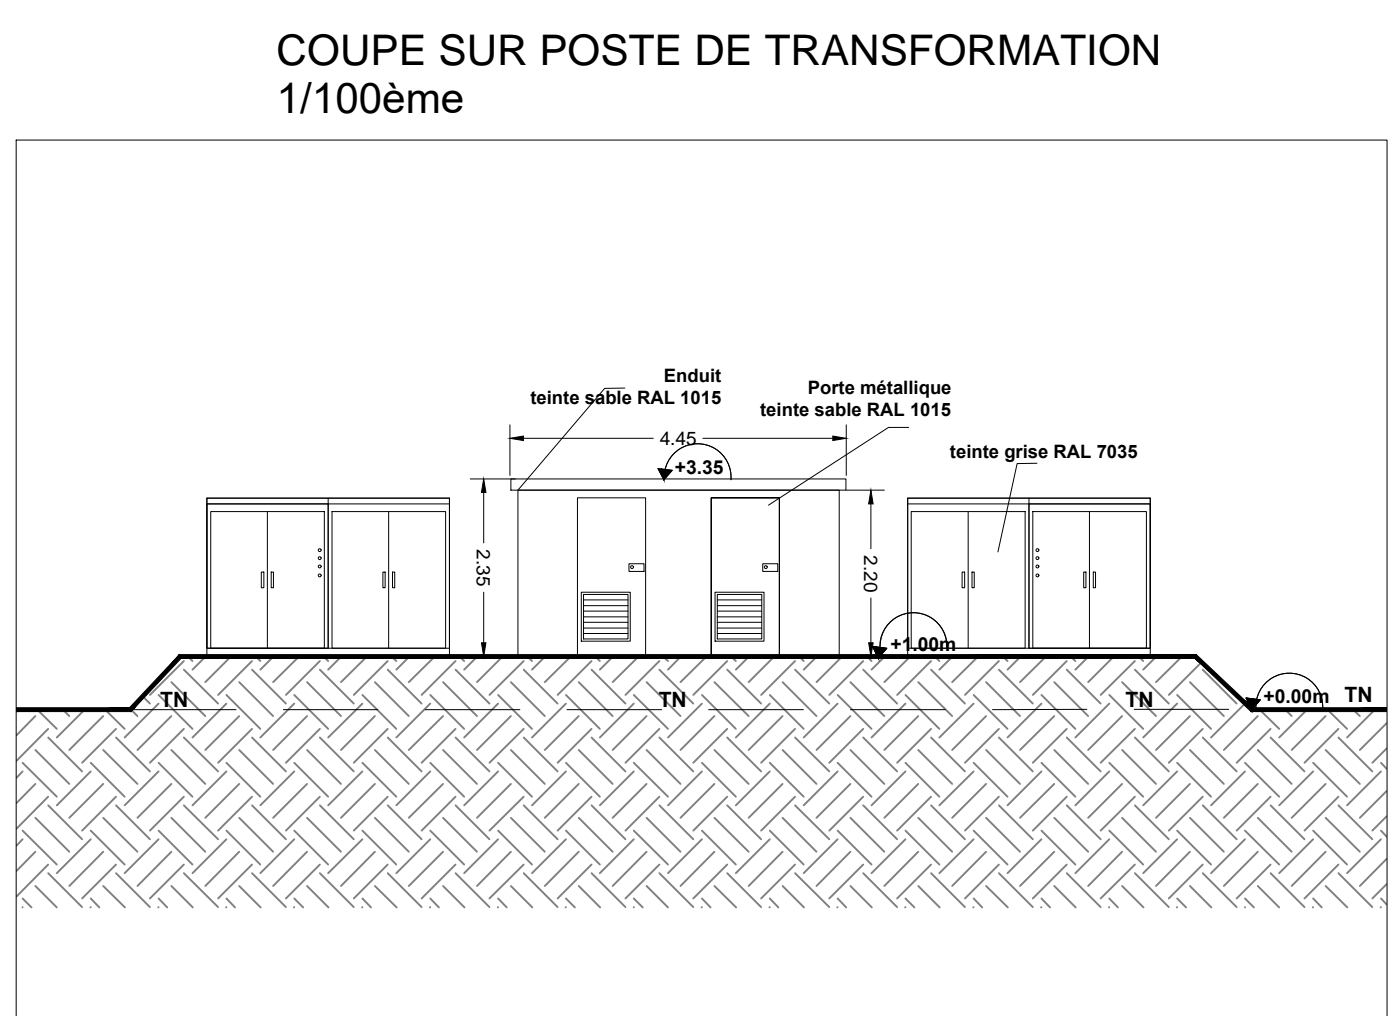 COUPE SUR POSTE DE TRANSFORMATION
1/100ème
Enduit
teinte sable RAL 1015
Porte métallique
teinte sable RAL 1015
teinte grise RAL 7035
4.45
+3.35
2.35
2.20
+1.00m
TN
TN
TN
+0.00m
TN